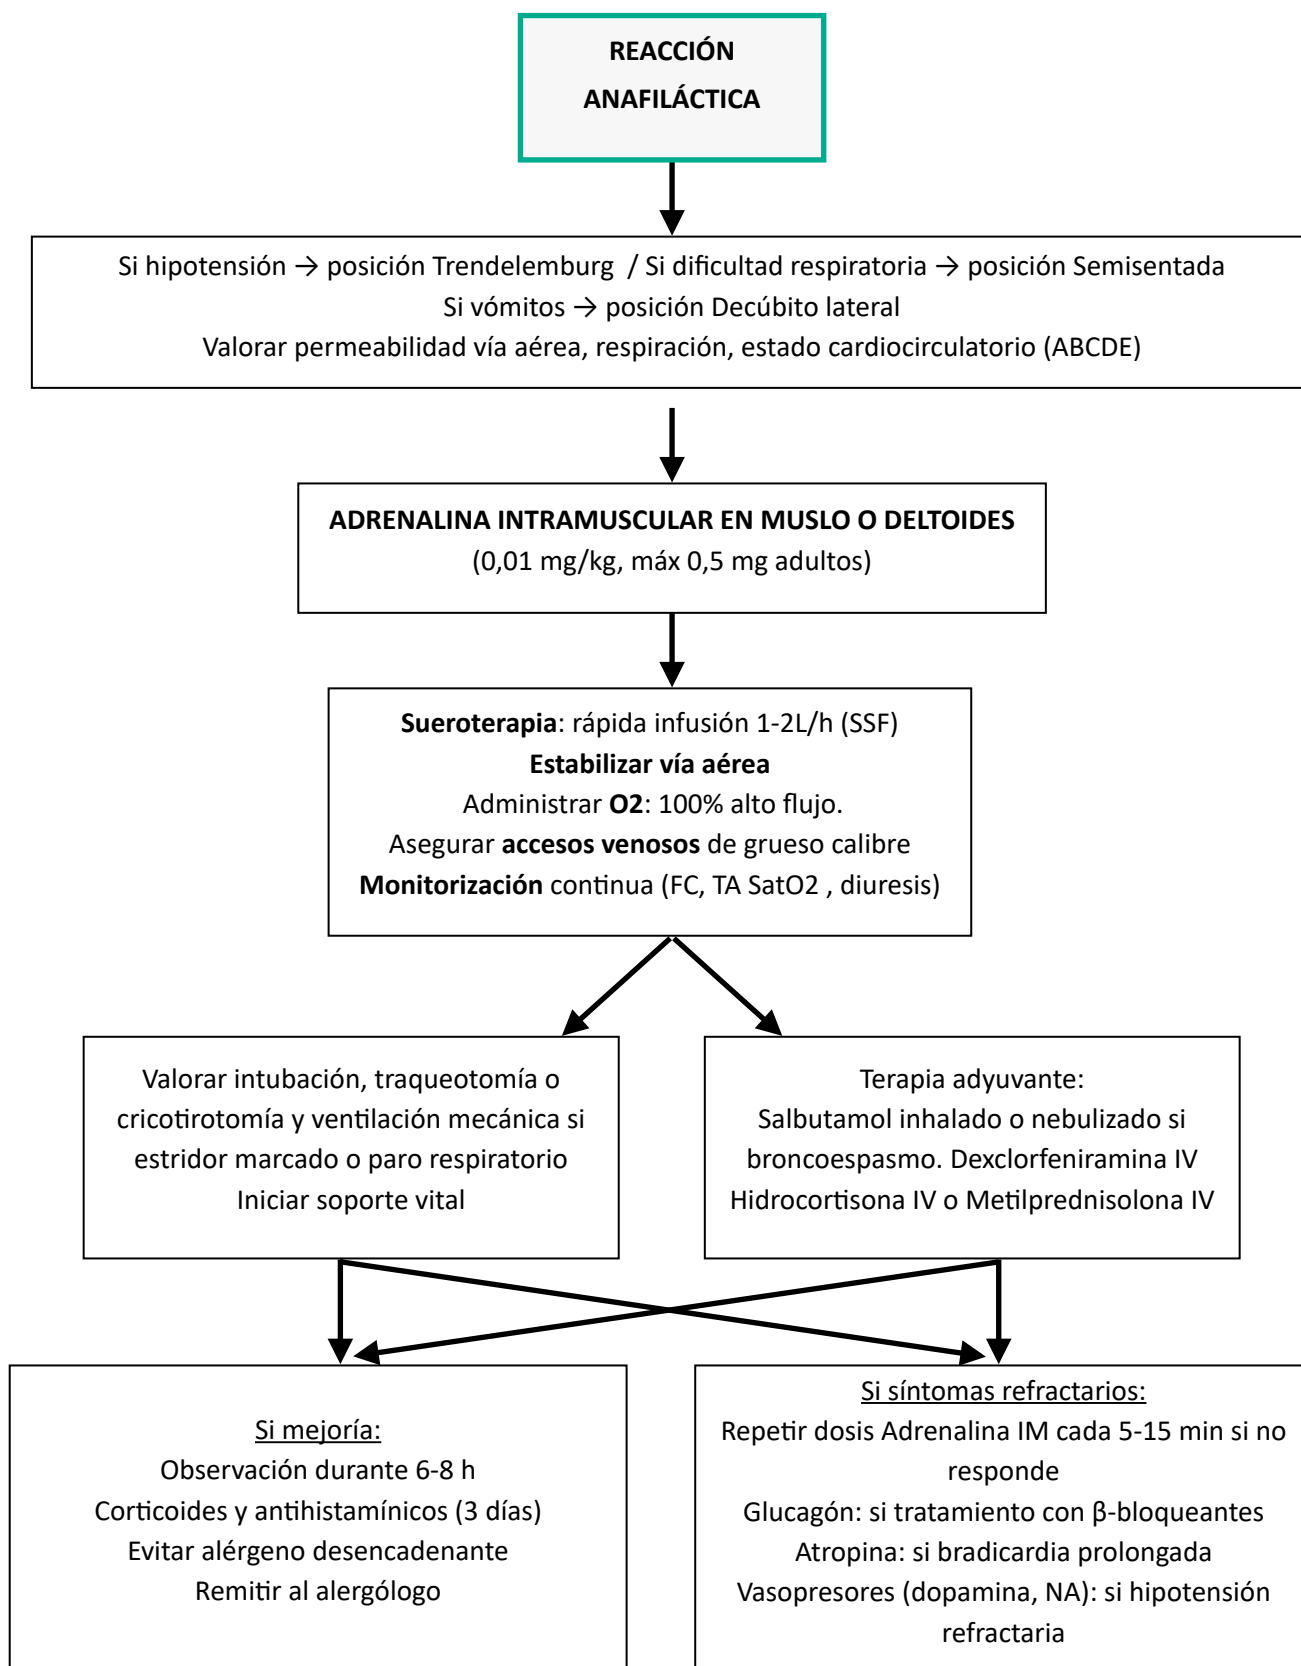 REACCIÓN
ANAFILÁCTICA
Si hipotensión → posición Trendelemburg / Si dificultad respiratoria → posición Semisentada
Si vómitos → posición Decúbito lateral
Valorar permeabilidad vía aérea, respiración, estado cardiocirculatorio (ABCDE)
ADRENALINA INTRAMUSCULAR EN MUSLO O DELTOIDES
(0,01 mg/kg, máx 0,5 mg adultos)
Sueroterapia: rápida infusión 1-2L/h (SSF)
Estabilizar vía aérea
Administrar O2: 100% alto flujo.
Asegurar accesos venosos de grueso calibre
Monitorización continua (FC, TA SatO2 , diuresis)
Valorar intubación, traqueotomía o
cricotirotomía y ventilación mecánica si
estridor marcado o paro respiratorio
Iniciar soporte vital
Terapia adyuvante:
Salbutamol inhalado o nebulizado si
broncoespasmo. Dexclorfeniramina IV
Hidrocortisona IV o Metilprednisolona IV
Si mejoría:
Observación durante 6-8 h
Corticoides y antihistamínicos (3 días)
Evitar alérgeno desencadenante
Remitir al alergólogo
Si síntomas refractarios:
Repetir dosis Adrenalina IM cada 5-15 min si no
responde
Glucagón: si tratamiento con β-bloqueantes
Atropina: si bradicardia prolongada
Vasopresores (dopamina, NA): si hipotensión
refractaria